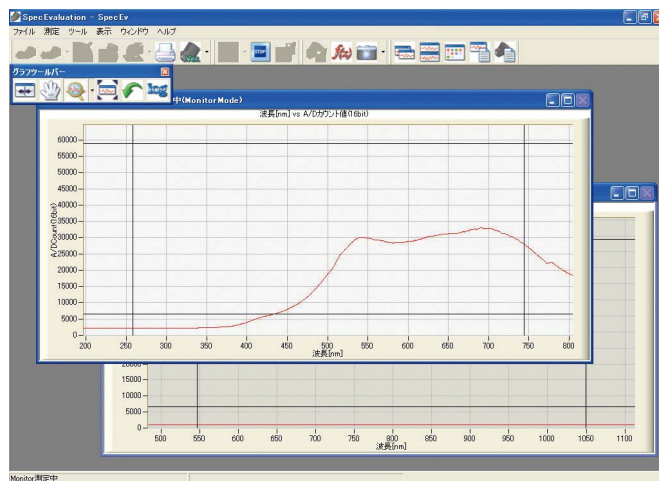 SpecEvaluation - SpecEv
ファイル 測定 ツール 表示 ウィンドウ ヘルプ
STOP
f(x)
グラフツールバー
中(MonitorMode)
波長[nm] vs A/Dカウント値(16bit)
A/DCount(16bit)
60000
55000
50000
45000
40000
35000
30000
25000
20000
15000
10000
5000
0
200 250 300 350 400 450 500 550 600 650 700 750 800
波長[nm]
20000
15000
10000
5000
0
500 550 600 650 700 750 800 850 900 950 1000 1050 1100
波長[nm]
Monitor測定中